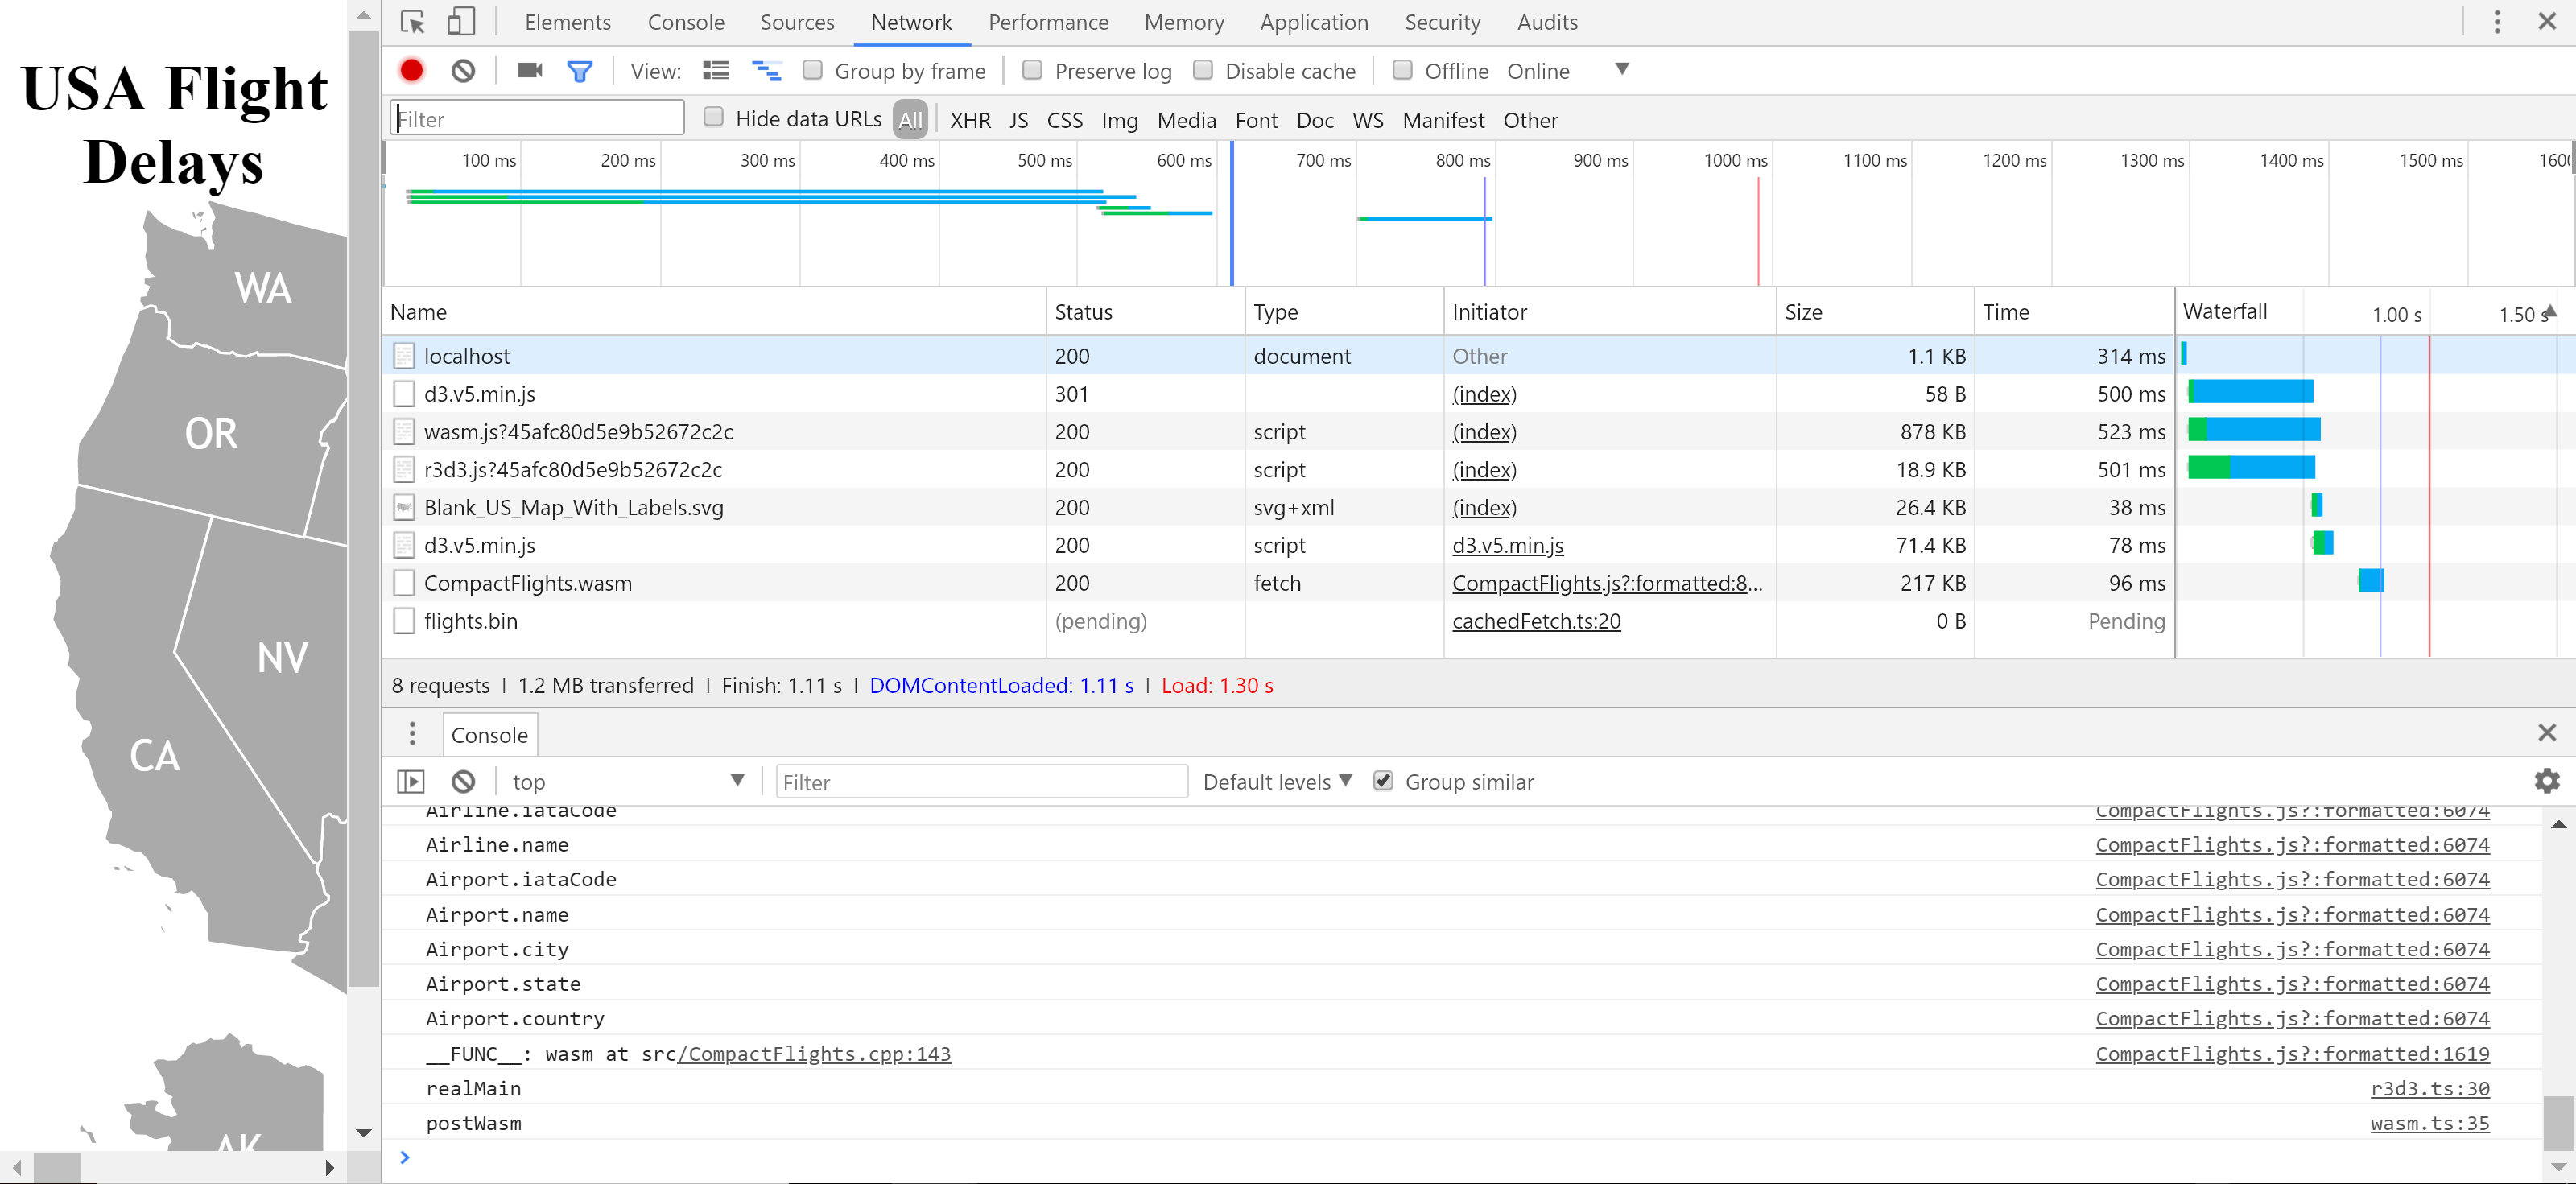 USA Flight
Delays
WA
OR
NV
CA
AK
Elements Console Sources Network Performance Memory Application Security Audits
View: Group by frame Preserve log Disable cache Offline Online
Filter Hide data URLs All XHR JS CSS Img Media Font Doc WS Manifest Other
100 ms 200 ms 300 ms 400 ms 500 ms 600 ms 700 ms 800 ms 900 ms 1000 ms 1100 ms 1200 ms 1300 ms 1400 ms 1500 ms
Name Status Type Initiator Size Time Waterfall 1.00 s 1.50 s
localhost 200 document Other 1.1 KB 314 ms
d3.v5.min.js 301 (index) 58 B 500 ms
wasm.js?45afc80d5e9b52672c2c 200 script (index) 878 KB 523 ms
r3d3.js?45afc80d5e9b52672c2c 200 script (index) 18.9 KB 501 ms
Blank_US_Map_With_Labels.svg 200 svg+xml (index) 26.4 KB 38 ms
d3.v5.min.js 200 script d3.v5.min.js 71.4 KB 78 ms
CompactFlights.wasm 200 fetch CompactFlights.js?:formatted:8... 217 KB 96 ms
flights.bin (pending) cachedFetch.ts:20 0 B Pending
8 requests | 1.2 MB transferred | Finish: 1.11 s | DOMContentLoaded: 1.11 s | Load: 1.30 s
Console
top Filter Default levels Group similar
Airline.iataCode CompactFlights.js?:formatted:6074
Airline.name CompactFlights.js?:formatted:6074
Airport.iataCode CompactFlights.js?:formatted:6074
Airport.name CompactFlights.js?:formatted:6074
Airport.city CompactFlights.js?:formatted:6074
Airport.state CompactFlights.js?:formatted:6074
Airport.country CompactFlights.js?:formatted:6074
__FUNC__: wasm at src/CompactFlights.cpp:143 CompactFlights.js?:formatted:1619
realMain r3d3.ts:30
postWasm wasm.ts:35